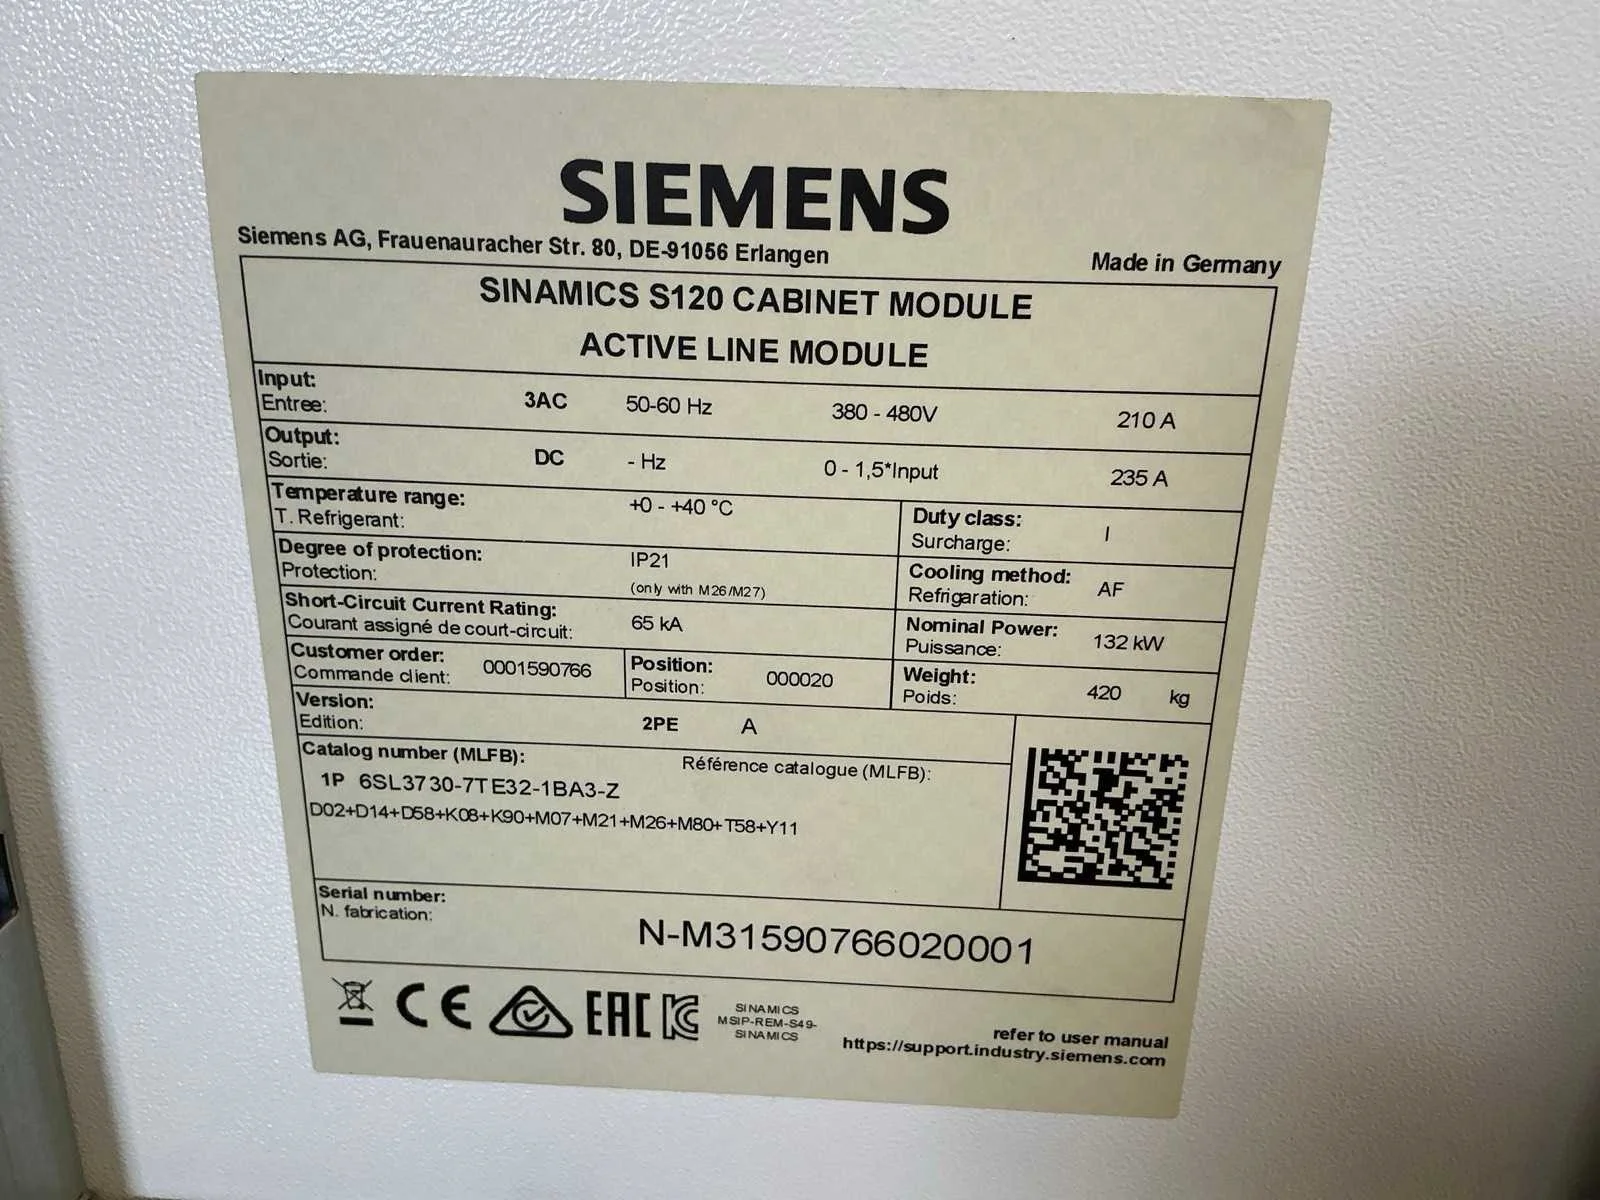 SIEMENS
Siemens AG, Frauenauracher Str. 80, DE-91056 Erlangen
Made in Germany
SINAMICS S120 CABINET MODULE
ACTIVE LINE MODULE
Input: 3AC 50-60 Hz 380 - 480V 210 A
Entree:
Output: DC - Hz 0 - 1,5*Input 235 A
Sortie:
Temperature range: +0 - +40 °C
T. Refrigerant:
Duty class: I
Surcharge:
Degree of protection: IP21
Protection: (only with M26/M27)
Cooling method: AF
Refrigaration:
Short-Circuit Current Rating: 65 kA
Courant assigné de court-circuit:
Nominal Power: 132 kW
Puissance:
Customer order: 0001590766
Commande client:
Position: 000020
Position:
Weight: 420 kg
Poids:
Version: 2PE A
Edition:
Catalog number (MLFB): Référence catalogue (MLFB):
1P 6SL3730-7TE32-1BA3-Z
D02+D14+D58+K08+K90+M07+M21+M26+M80+T58+Y11
Serial number:
N. fabrication:
N-M31590766020001
CE EAC KC
SINAMICS
MSIP-REM-S49-
SINAMICS
refer to user manual
https://support.industry.siemens.com